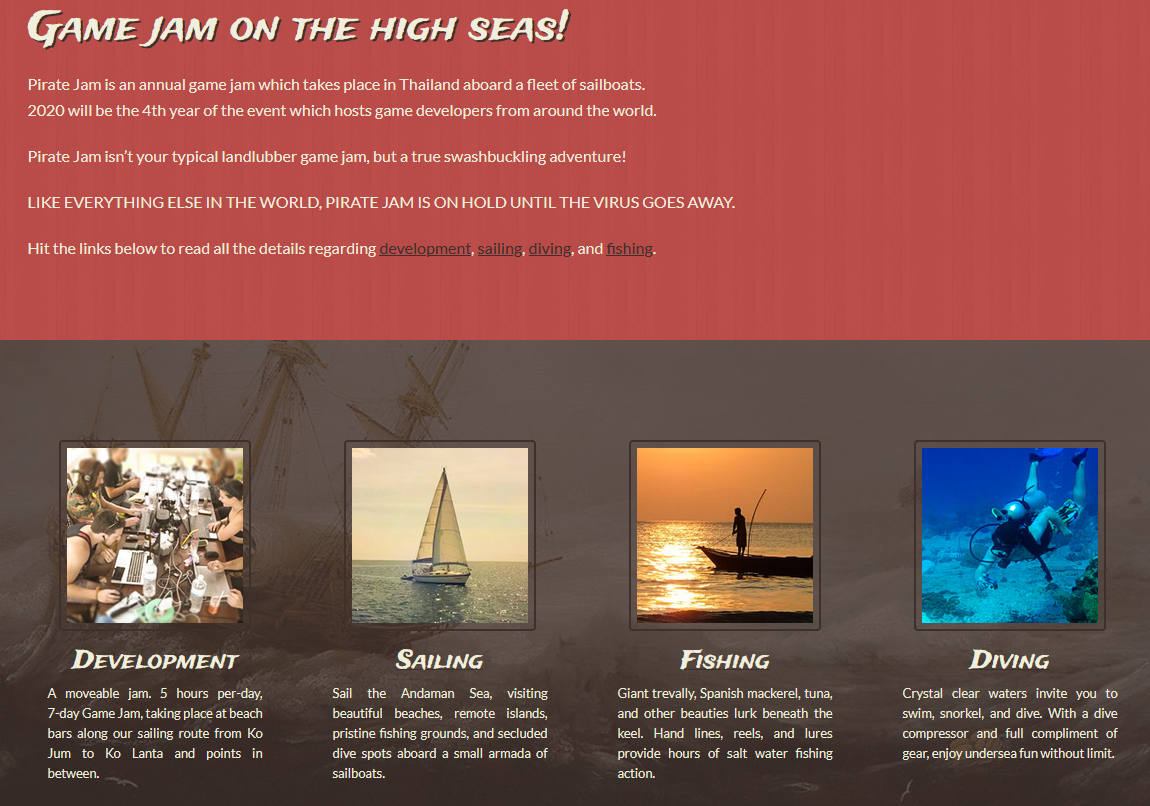 Game jam on the high seas!
Pirate Jam is an annual game jam which takes place in Thailand aboard a fleet of sailboats.
2020 will be the 4th year of the event which hosts game developers from around the world.
Pirate Jam isn't your typical landlubber game jam, but a true swashbuckling adventure!
LIKE EVERYTHING ELSE IN THE WORLD, PIRATE JAM IS ON HOLD UNTIL THE VIRUS GOES AWAY.
Hit the links below to read all the details regarding development, sailing, diving, and fishing.
Development
A moveable jam. 5 hours per-day,
7-day Game Jam, taking place at beach
bars along our sailing route from Ko
Jum to Ko Lanta and points in
between.
Sailing
Sail the Andaman Sea, visiting
beautiful beaches, remote islands,
pristine fishing grounds, and secluded
dive spots aboard a small armada of
sailboats.
Fishing
Giant trevally, Spanish mackerel, tuna,
and other beauties lurk beneath the
keel. Hand lines, reels, and lures
provide hours of salt water fishing
action.
Diving
Crystal clear waters invite you to
swim, snorkel, and dive. With a dive
compressor and full compliment of
gear, enjoy undersea fun without limit.